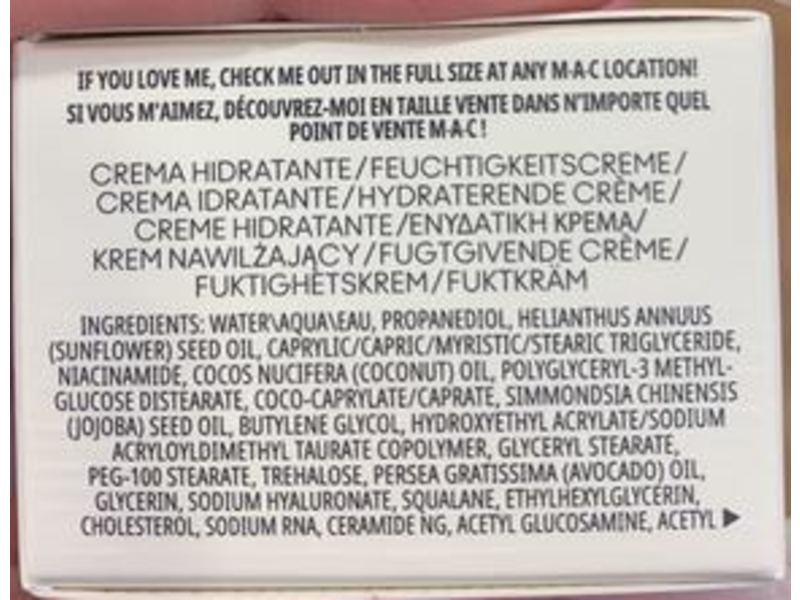 IF YOU LOVE ME, CHECK ME OUT IN THE FULL SIZE AT ANY M·A·C LOCATION!
SI VOUS M'AIMEZ, DÉCOUVREZ-MOI EN TAILLE VENTE DANS N'IMPORTE QUEL
POINT DE VENTE M·A·C!
CREMA HIDRATANTE/FEUCHTIGKEITSCREME/
CREMA IDRATANTE/HYDRATERENDE CRÈME/
CREME HIDRATANTE/ΕΝΥΔΑΤΙΚΗ ΚΡΕΜΑ/
KREM NAWILŻAJĄCY/FUGTGIVENDE CRÈME/
FUKTIGHETSKREM/FUKTKRÄM
INGREDIENTS: WATER\AQUA\EAU, PROPANEDIOL, HELIANTHUS ANNUUS
(SUNFLOWER) SEED OIL, CAPRYLIC/CAPRIC/MYRISTIC/STEARIC TRIGLYCERIDE,
NIACINAMIDE, COCOS NUCIFERA (COCONUT) OIL, POLYGLYCERYL-3 METHYL-
GLUCOSE DISTEARATE, COCO-CAPRYLATE/CAPRATE, SIMMONDSIA CHINENSIS
(JOJOBA) SEED OIL, BUTYLENE GLYCOL, HYDROXYETHYL ACRYLATE/SODIUM
ACRYLOYLDIMETHYL TAURATE COPOLYMER, GLYCERYL STEARATE,
PEG-100 STEARATE, TREHALOSE, PERSEA GRATISSIMA (AVOCADO) OIL,
GLYCERIN, SODIUM HYALURONATE, SQUALANE, ETHYLHEXYLGLYCERIN,
CHOLESTEROL, SODIUM RNA, CERAMIDE NG, ACETYL GLUCOSAMINE, ACETYL ▶